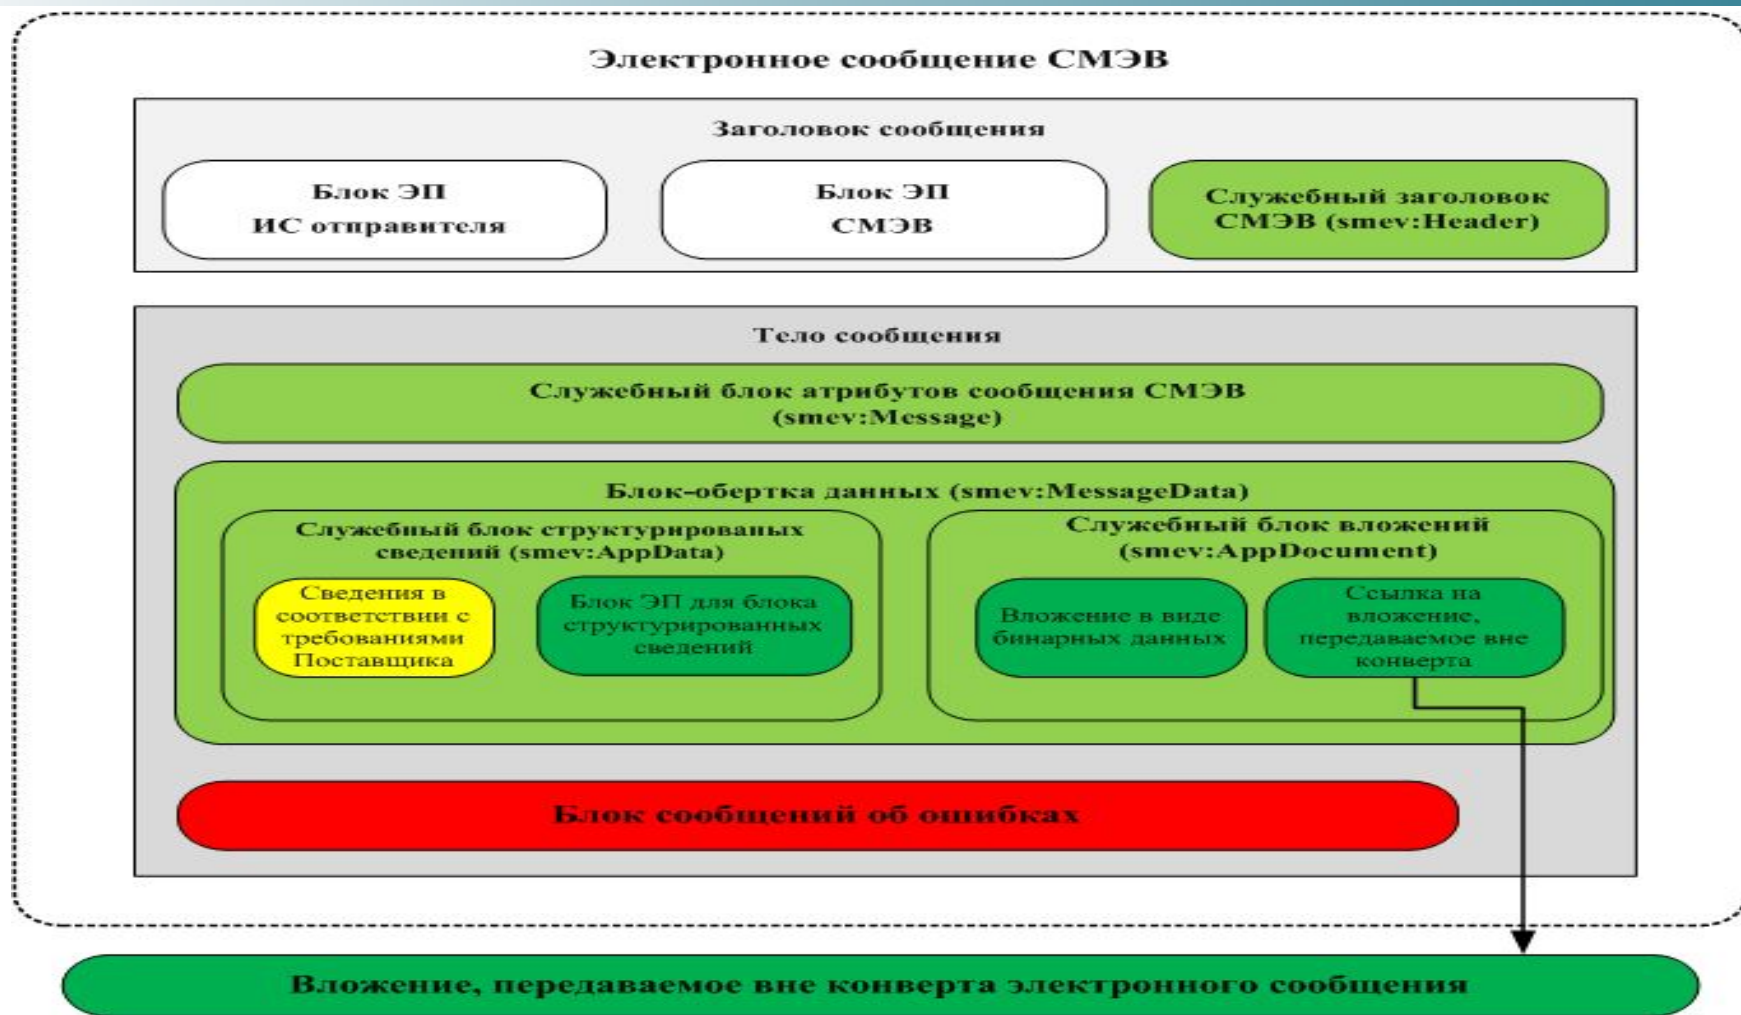 Электронное сообщение СМЭВ
Заголовок сообщения
Блок ЭП
ИС отправителя
Блок ЭП
СМЭВ
Служебный заголовок
СМЭВ (smev:Header)
Тело сообщения
Служебный блок атрибутов сообщения СМЭВ
(smev:Message)
Блок-обертка данных (smev:MessageData)
Служебный блок структурированых
сведений (smev:AppData)
Сведения в
соответствии с
требованиями
Поставщика
Блок ЭП для блока
структурированных
сведений
Служебный блок вложений
(smev:AppDocument)
Вложение в виде
бинарных данных
Ссылка на
вложение,
передаваемое вне
конверта
Блок сообщений об ошибках
Вложение, передаваемое вне конверта электронного сообщения